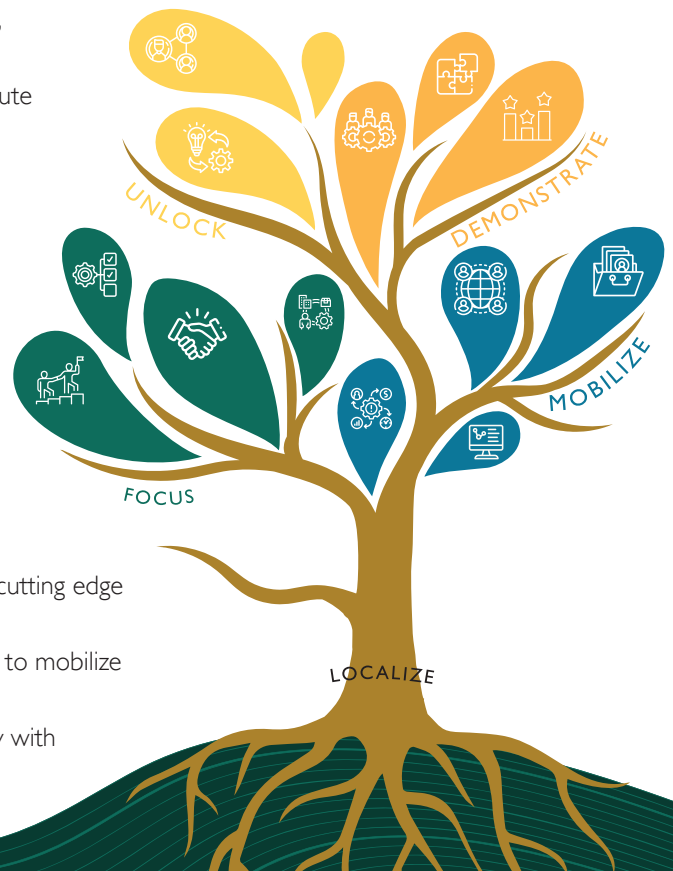 ute
UNLOCK
DEMONSTRATE
MOBILIZE
FOCUS
cutting edge
to mobilize
LOCALIZE
with